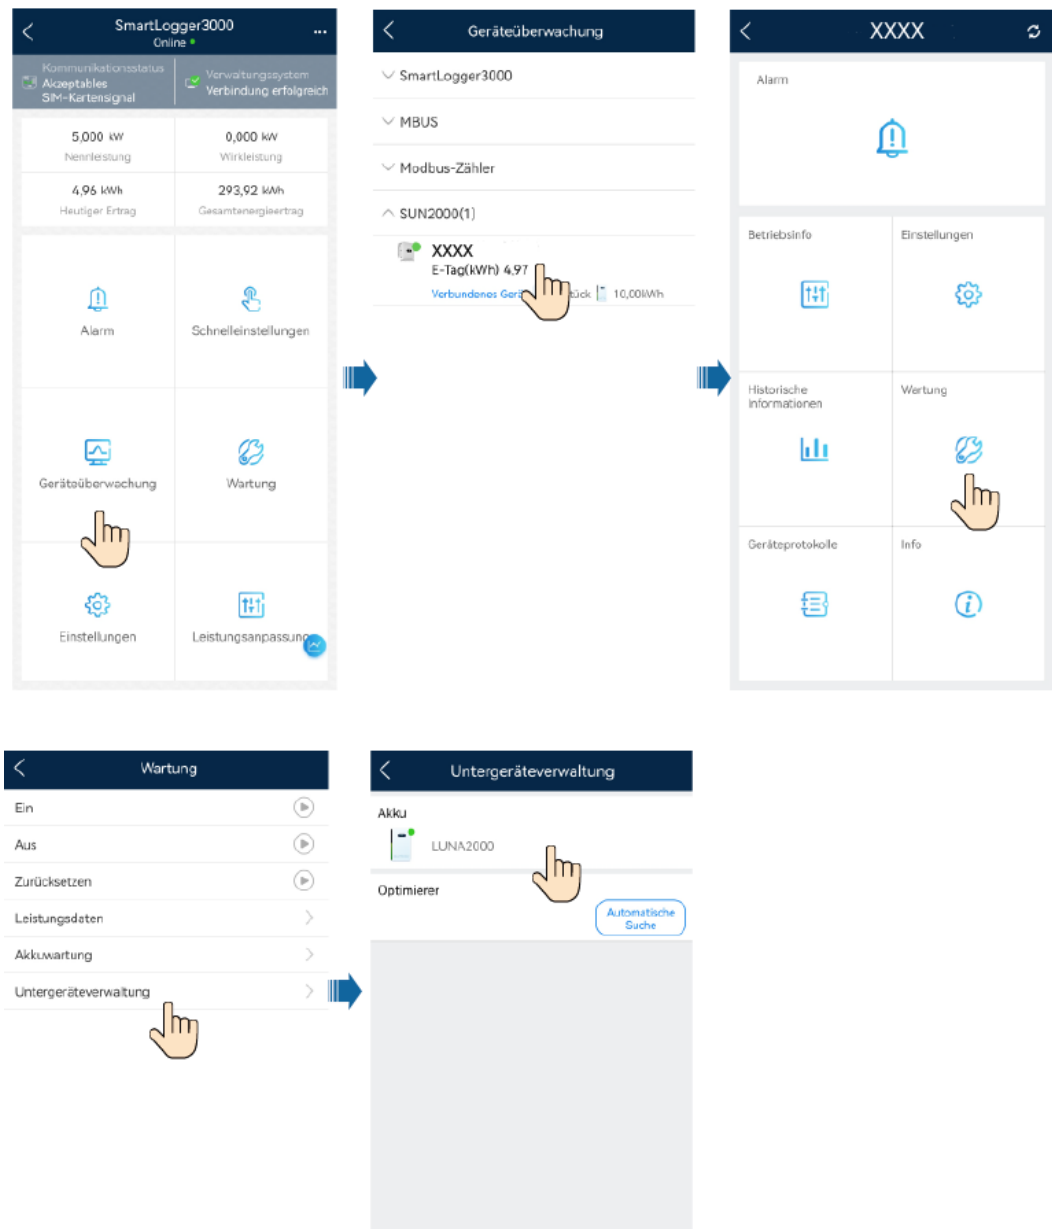 SmartLogger3000
Online
...
Kommunikationsstatus
Akzeptables
SIM-Kartensignal
Verwaltungssystem
Verbindung erfolgreich
5,000 kW
Nennleistung
0,000 kW
Wirkleistung
4,96 kWh
Heutiger Ertrag
293,92 kWh
Gesamtenergieertrag
Alarm
Schnelleinstellungen
Geräteüberwachung
Wartung
Einstellungen
Leistungsanpassung
Geräteüberwachung
SmartLogger3000
MBUS
Modbus-Zähler
SUN2000(1)
XXXX
E-Tag(kWh) 4,97
Verbundenes Gerä tück 10,00kWh
XXXX
Alarm
Betriebsinfo
Einstellungen
Historische
Informationen
Wartung
Geräteprotokolle
Info
Wartung
Ein
Aus
Zurücksetzen
Leistungsdaten
Akkuwartung
Untergeräteverwaltung
Untergeräteverwaltung
Akku
LUNA2000
Optimierer
Automatische
Suche